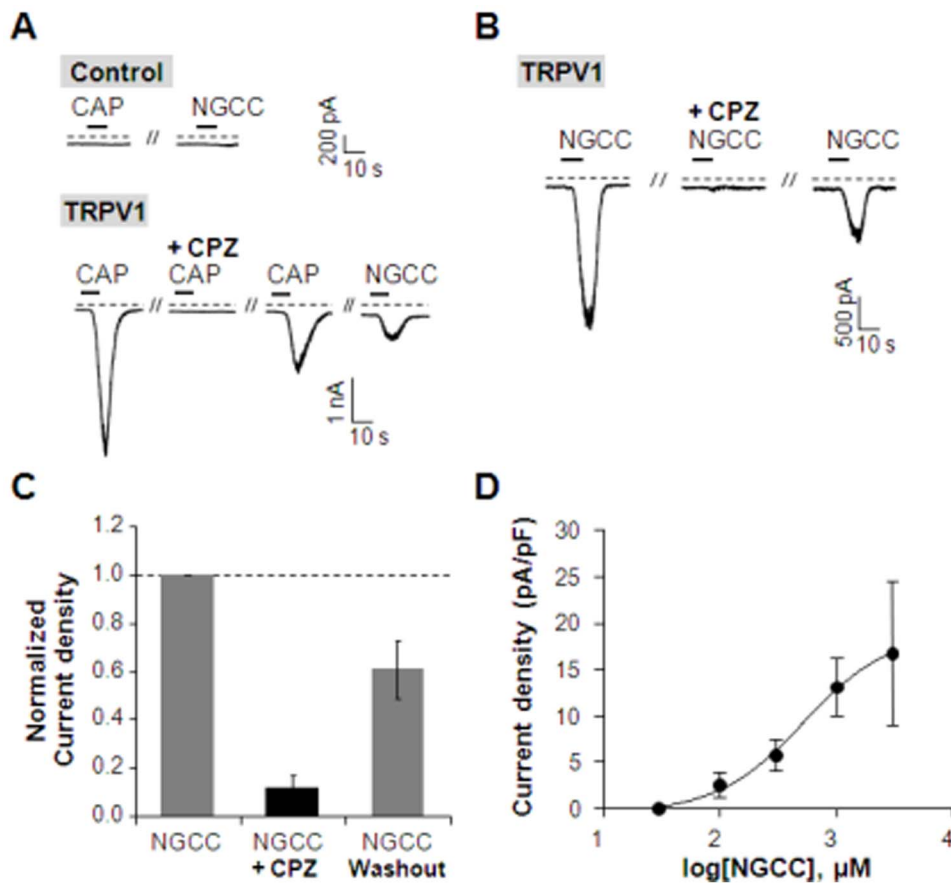 A
Control
CAP // NGCC
200 pA
10 s
TRPV1
+ CPZ
CAP // CAP // CAP // NGCC
1 nA
10 s
B
TRPV1
+ CPZ
NGCC // NGCC // NGCC
500 pA
10 s
C
Normalized
Current density
1.2
1.0
0.8
0.6
0.4
0.2
0.0
NGCC NGCC NGCC
+ CPZ Washout
D
Current density (pA/pF)
30
25
20
15
10
5
0
1 2 3 4
log[NGCC], µM